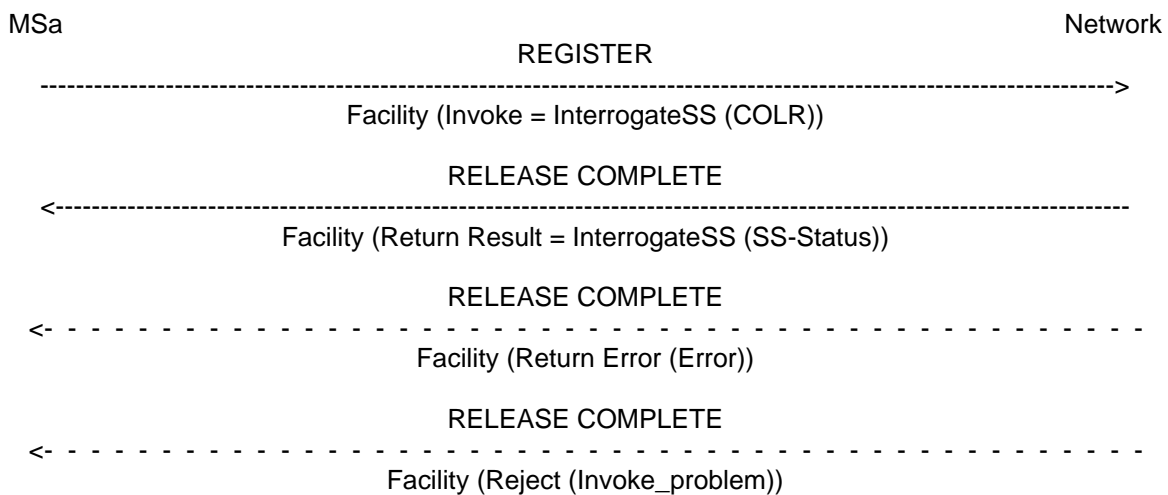 MSa Network
REGISTER
Facility (Invoke = InterrogateSS (COLR))
RELEASE COMPLETE
Facility (Return Result = InterrogateSS (SS-Status))
RELEASE COMPLETE
Facility (Return Error (Error))
RELEASE COMPLETE
Facility (Reject (Invoke_problem))